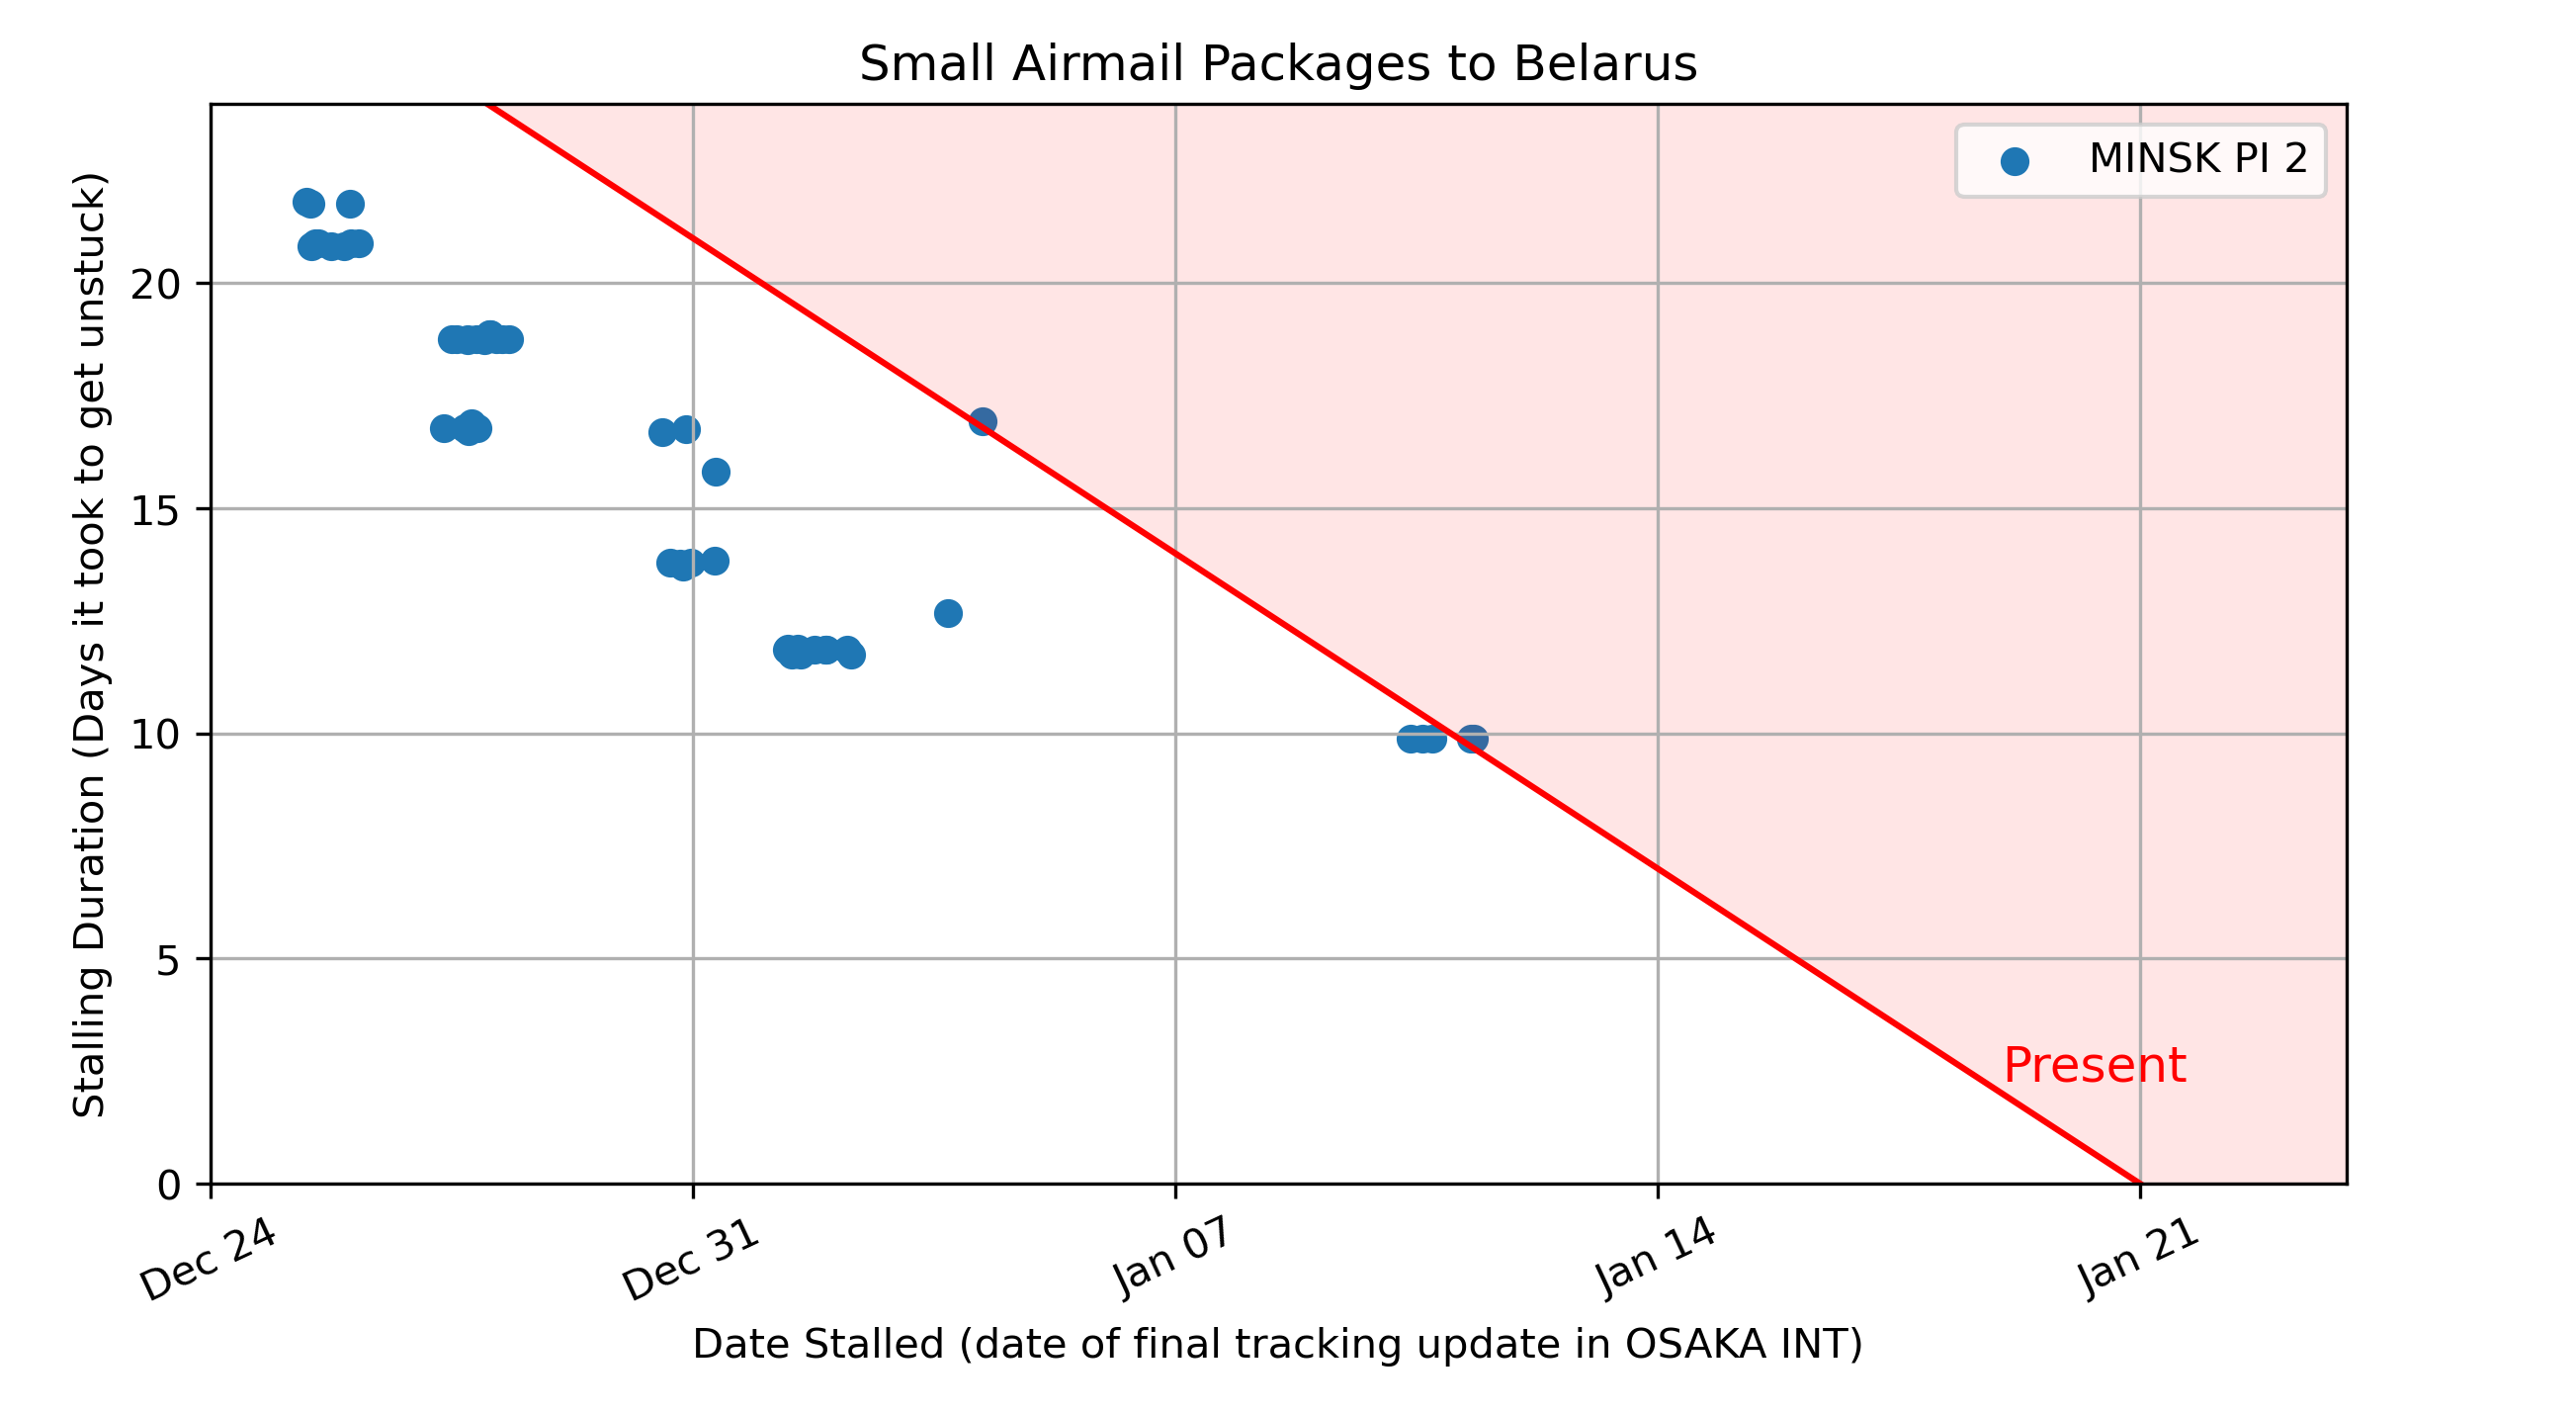 Small Airmail Packages to Belarus
MINSK PI 2
Stalling Duration (Days it took to get unstuck)
20
15
10
5
0
Present
Dec 24
Dec 31
Jan 07
Jan 14
Jan 21
Date Stalled (date of final tracking update in OSAKA INT)